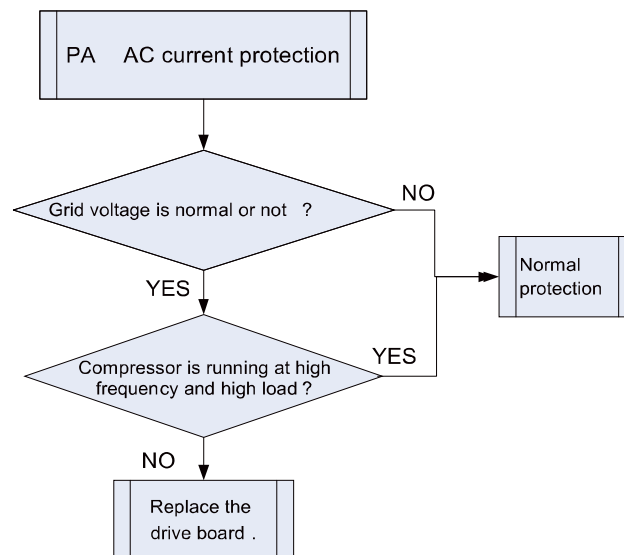 PA AC current protection
Grid voltage is normal or not ?
NO
YES
Normal
protection
Compressor is running at high
frequency and high load ?
YES
NO
Replace the
drive board .